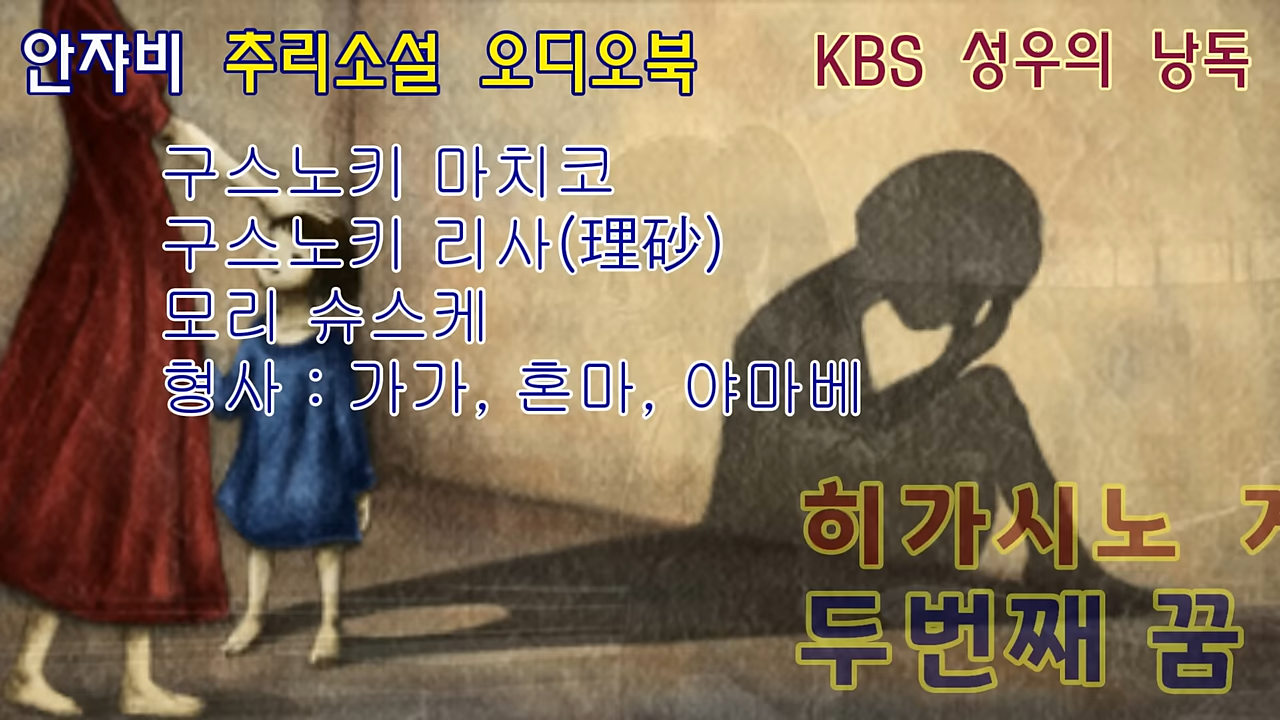 안쟈비 추리소설 오디오북 KBS 성우의 낭독
구스노키 마치코
구스노키 리사(理砂)
모리 슈스케
형사 : 가가, 혼마, 야마베
히가시노
두번째 꿈